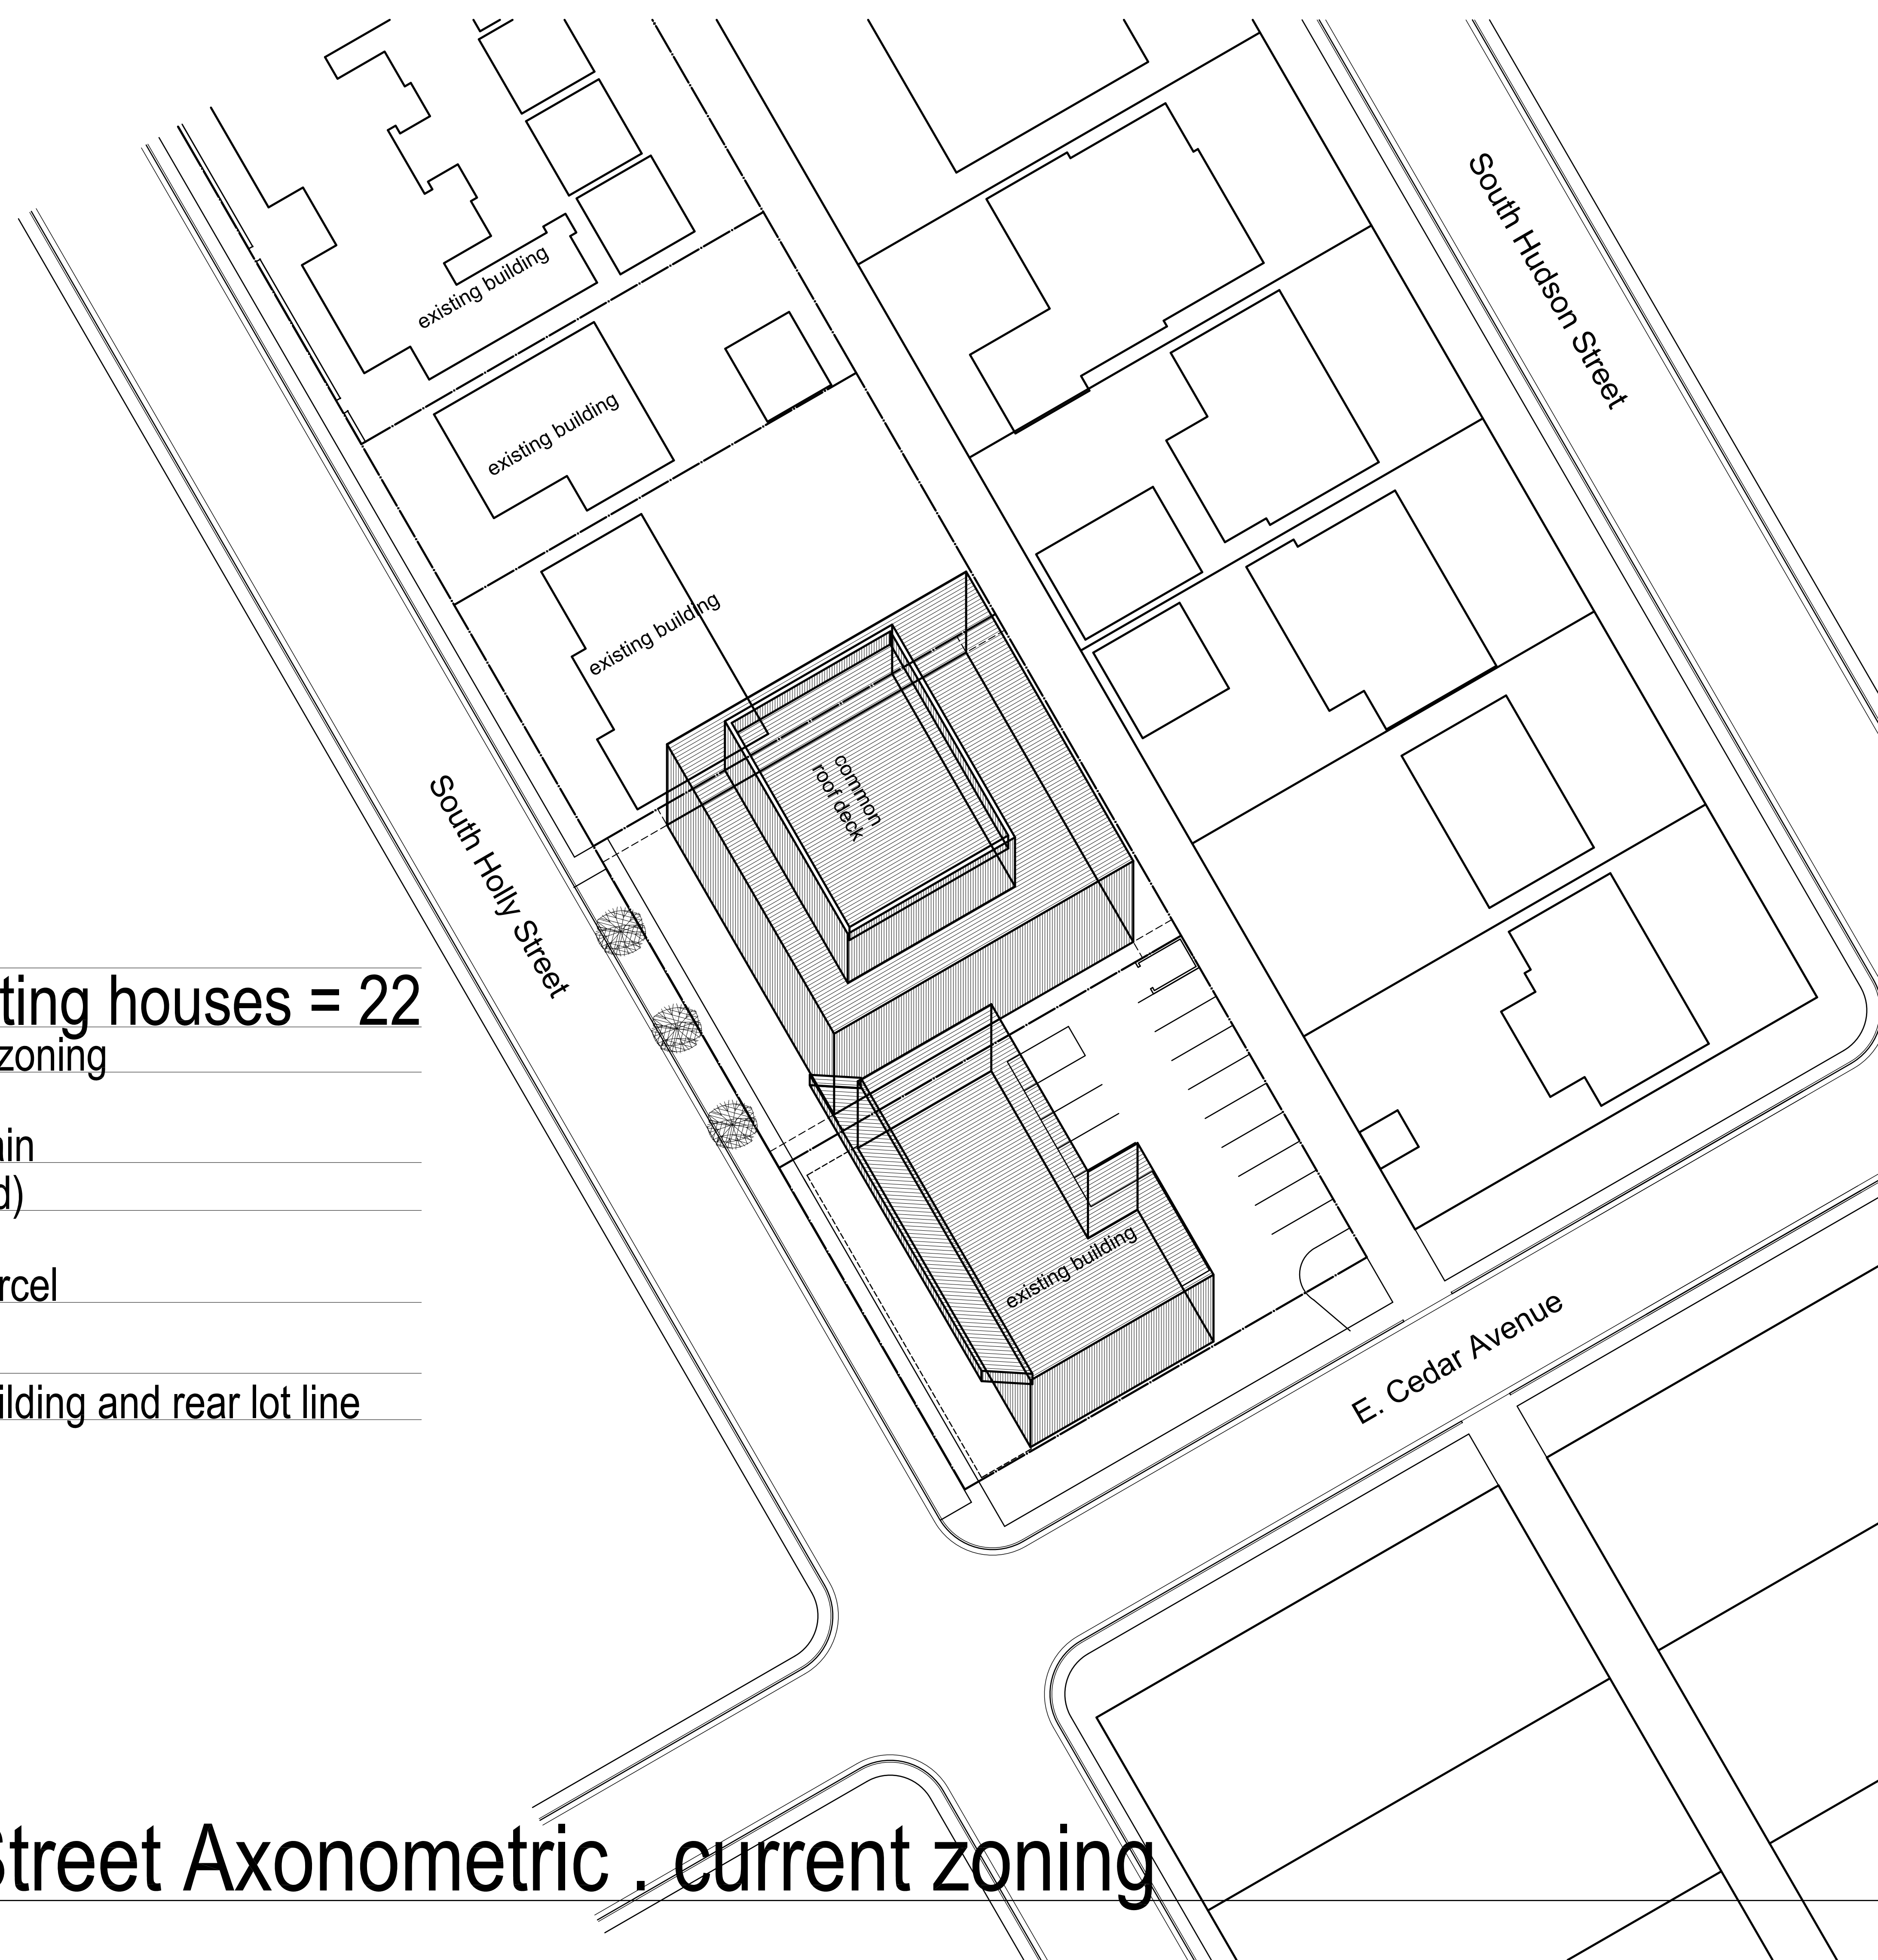 South Hudson Street
existing building
existing building
existing building
common
roof deck
South Holly Street
ting houses = 22
zoning
ain
d)
rcel
existing building
E. Cedar Avenue
ilding and rear lot line
Street Axonometric . current zoning